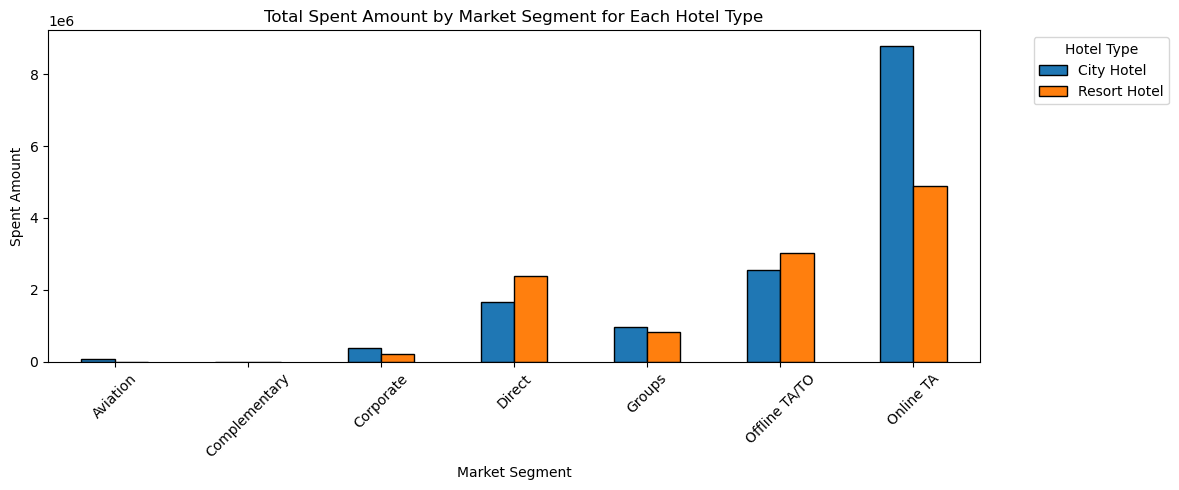 Total Spent Amount by Market Segment for Each Hotel Type
1e6
Hotel Type
City Hotel
Resort Hotel
8
6
4
2
0
Spent Amount
Aviation
Complementary
Corporate
Direct
Groups
Offline TA/TO
Online TA
Market Segment